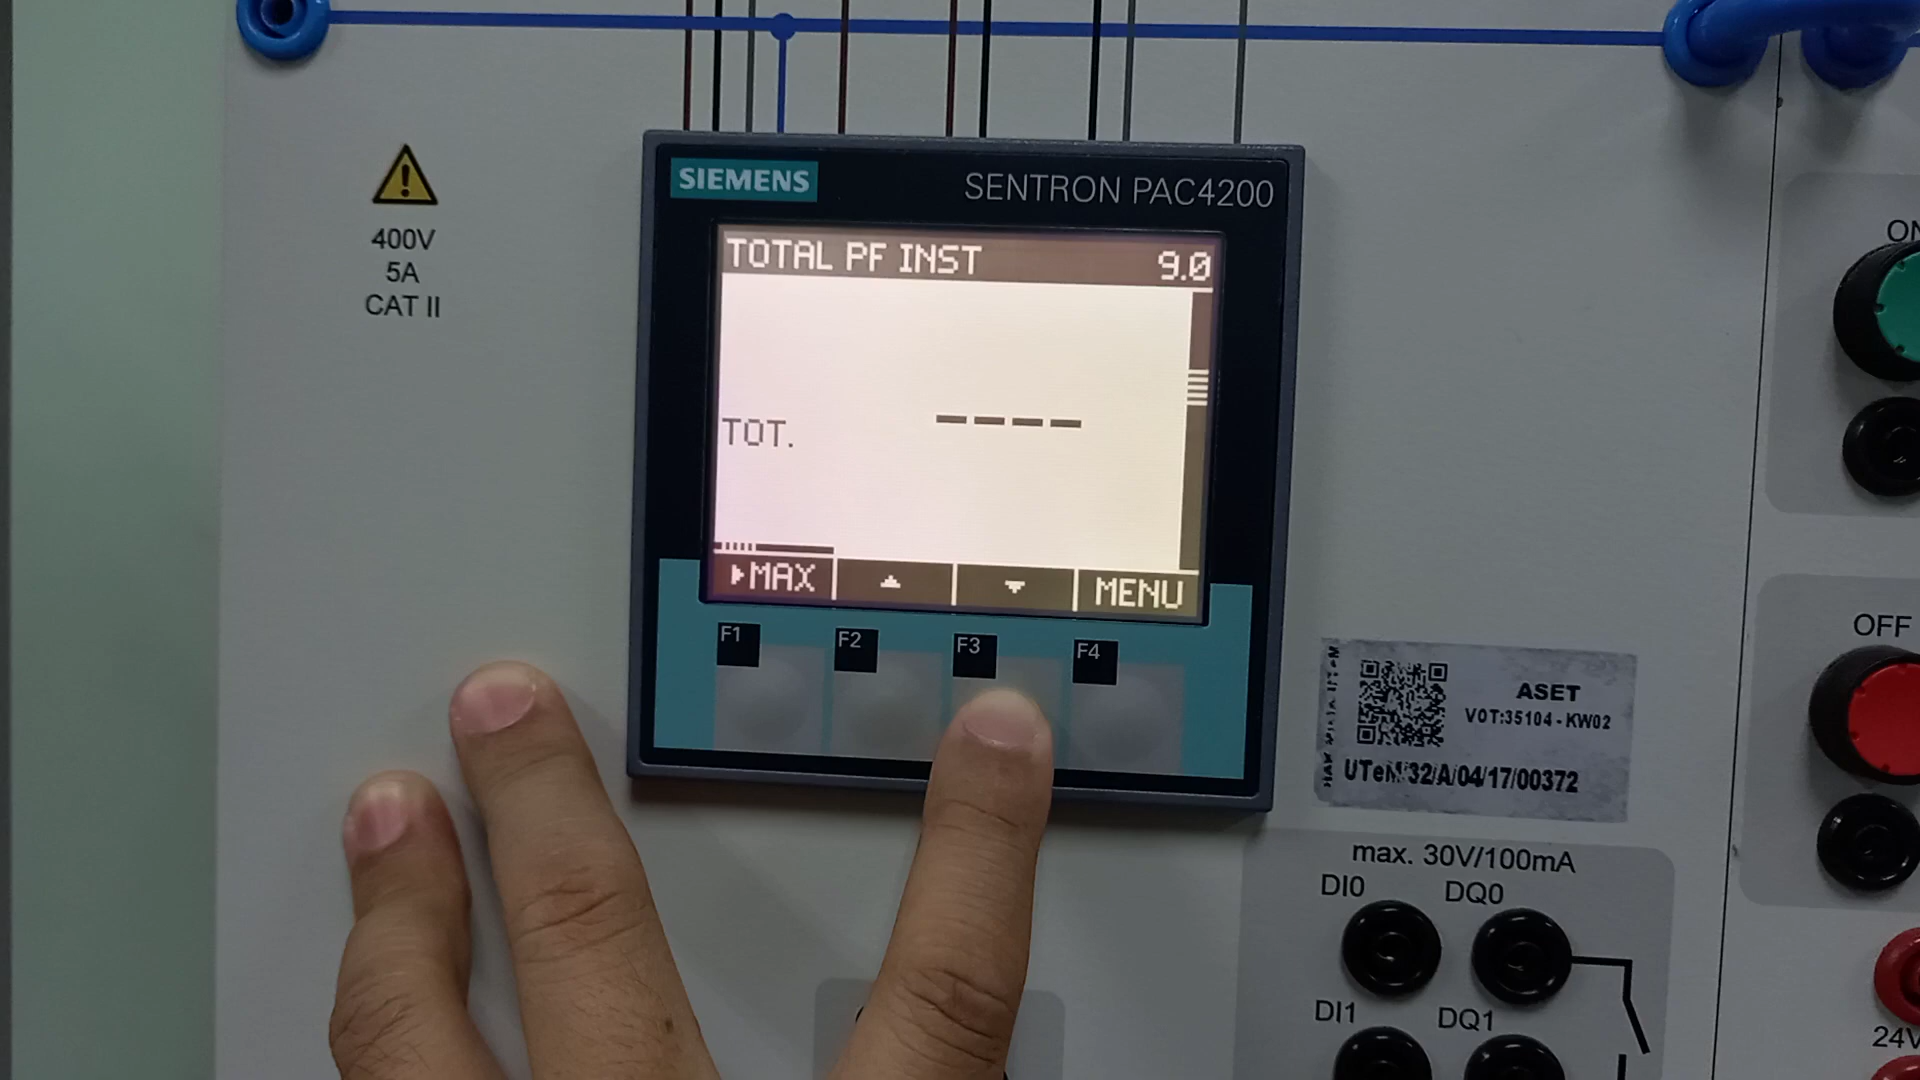 400V
5A
CAT II
SIEMENS
SENTRON PAC4200
TOTAL PF INST 9.0
TOT. ----
▸MAX ▲ ▼ MENU
F1 F2 F3 F4
ON
OFF
ASET
VOT:35104-KW02
UTeM/32/A/04/17/00372
max. 30V/100mA
DI0 DQ0
DI1 DQ1
24V